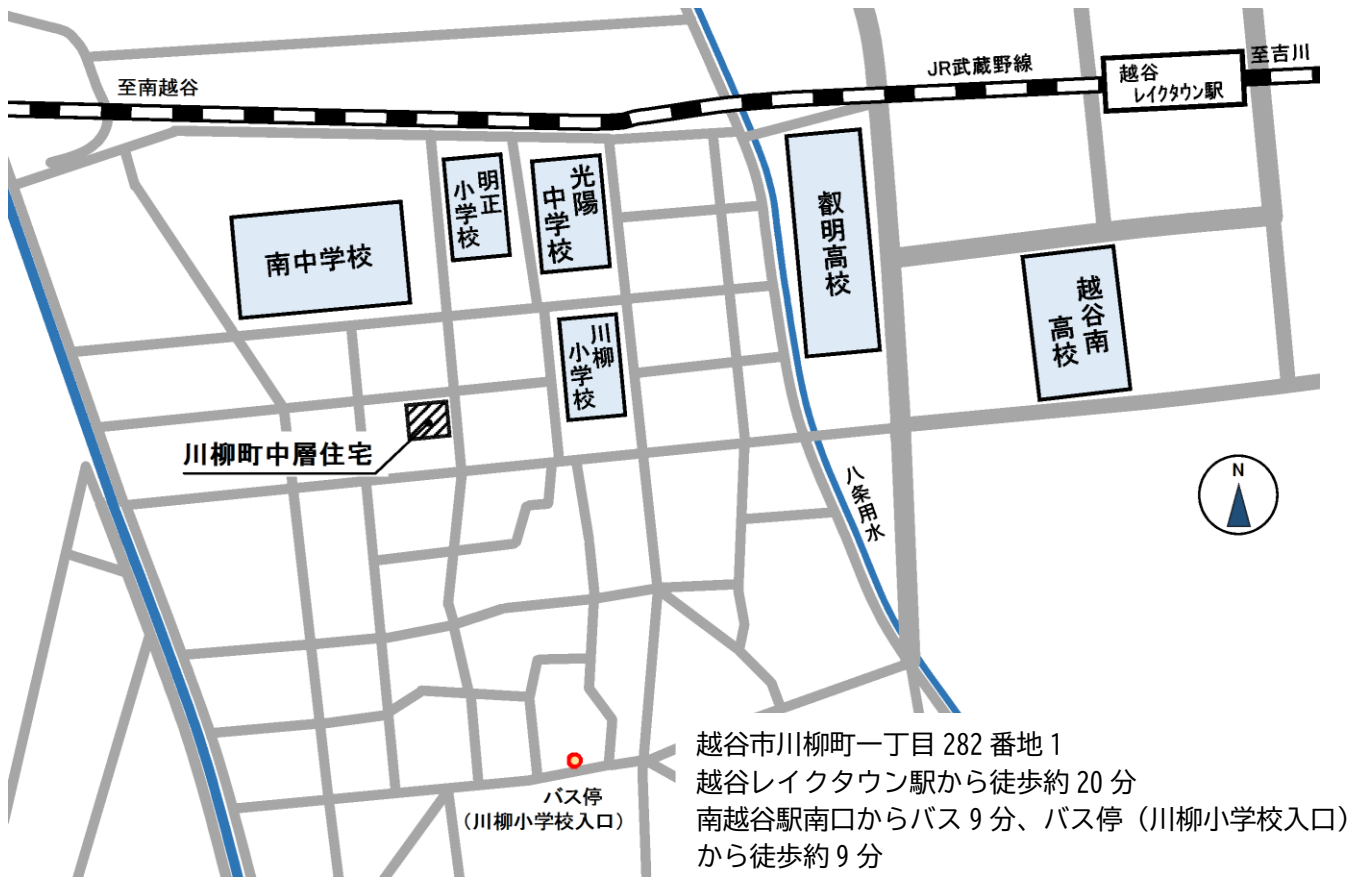 至南越谷
JR武蔵野線
越谷
レイクタウン駅
至吉川
明正
小学校
光陽
中学校
南中学校
叡明高校
越谷南
高校
川柳
小学校
川柳町中層住宅
八条用水
N
バス停
（川柳小学校入口）
越谷市川柳町一丁目 282 番地 1
越谷レイクタウン駅から徒歩約 20 分
南越谷駅南口からバス 9 分、バス停（川柳小学校入口）
から徒歩約 9 分